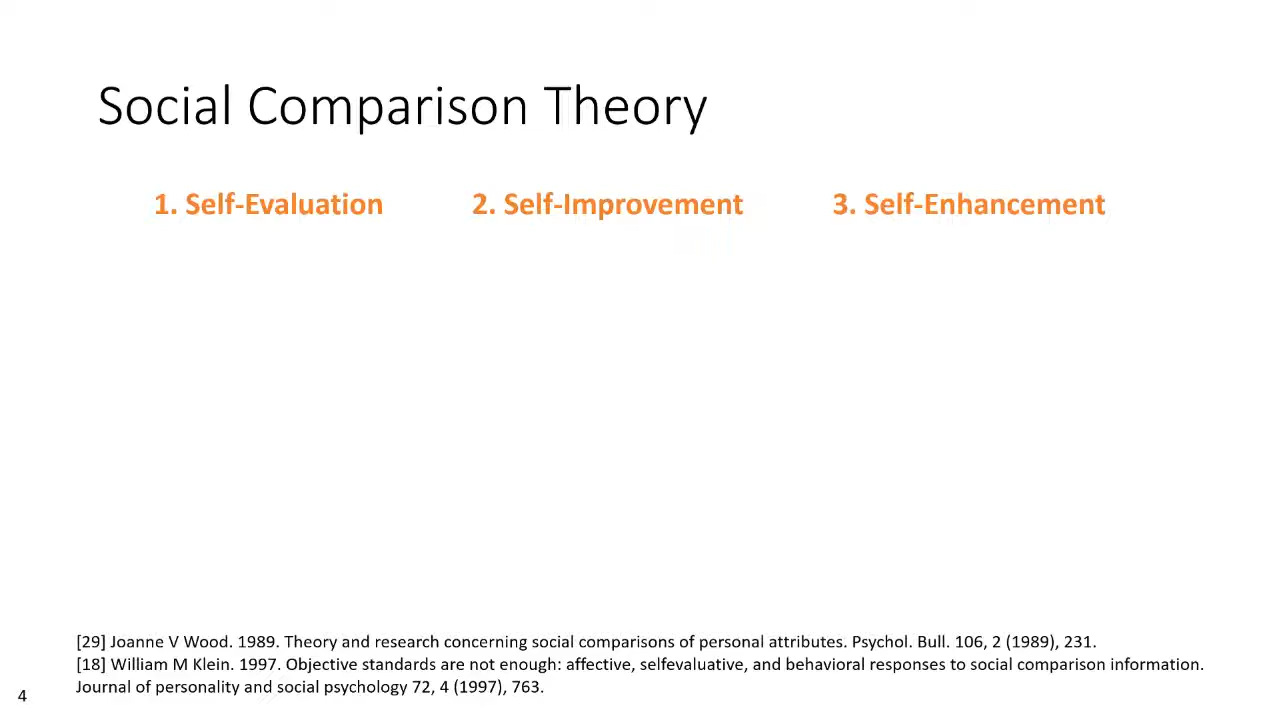 Social Comparison Theory
1. Self-Evaluation 2. Self-Improvement 3. Self-Enhancement
[29] Joanne V Wood. 1989. Theory and research concerning social comparisons of personal attributes. Psychol. Bull. 106, 2 (1989), 231.
[18] William M Klein. 1997. Objective standards are not enough: affective, selfevaluative, and behavioral responses to social comparison information.
Journal of personality and social psychology 72, 4 (1997), 763.
4